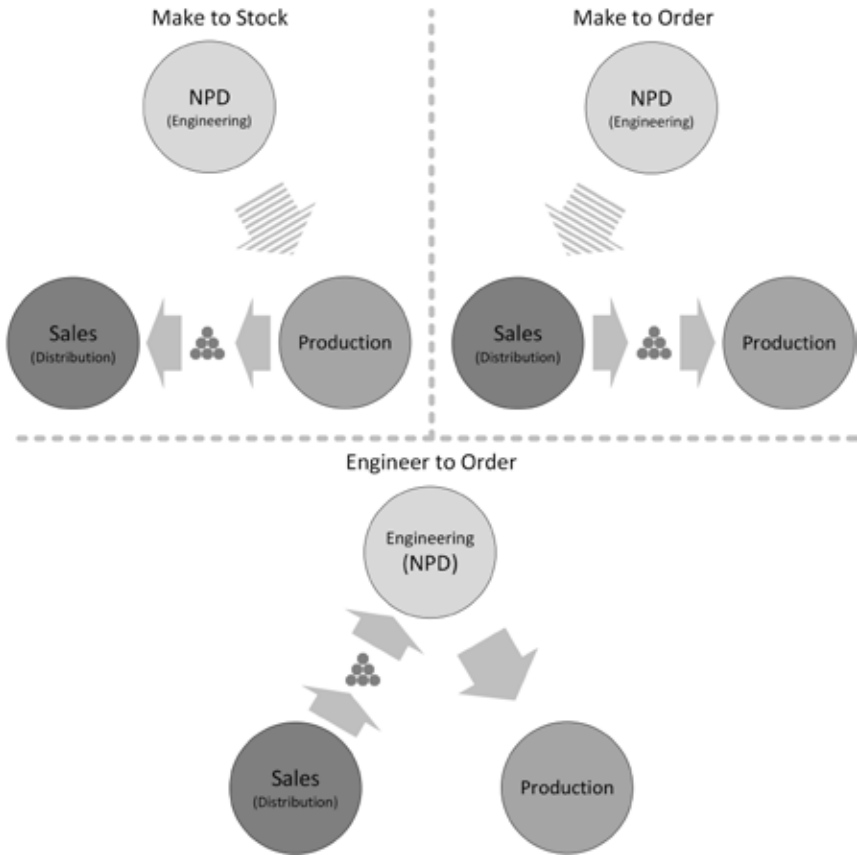 Make to Stock
NPD
(Engineering)
Sales
(Distribution)
Production
Make to Order
NPD
(Engineering)
Sales
(Distribution)
Production
Engineer to Order
Engineering
(NPD)
Sales
(Distribution)
Production